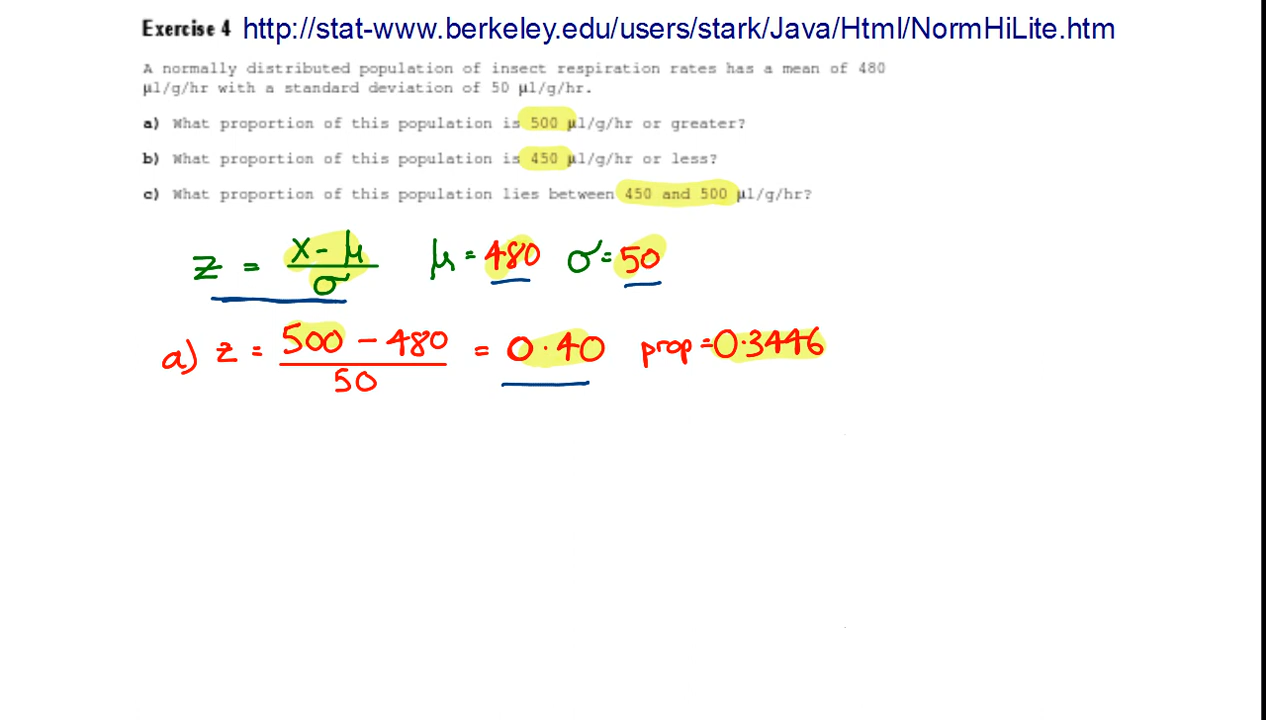 Exercise 4 http://stat-www.berkeley.edu/users/stark/Java/Html/NormHiLite.htm
A normally distributed population of insect respiration rates has a mean of 480
µl/g/hr with a standard deviation of 50 µl/g/hr.
a) What proportion of this population is 500 µl/g/hr or greater?
b) What proportion of this population is 450 µl/g/hr or less?
c) What proportion of this population lies between 450 and 500 µl/g/hr?
z = (x - μ)/σ μ = 480 σ = 50
a) z = (500 - 480)/50 = 0.40 prop = 0.3446